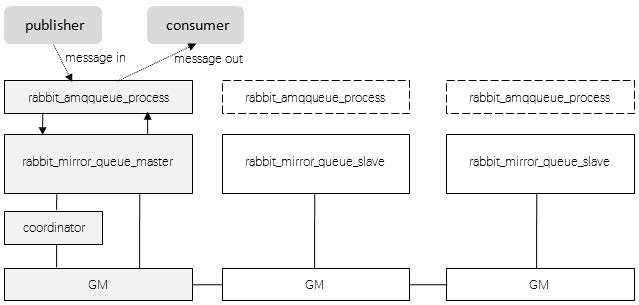 publisher
consumer
message in
message out
rabbit_amqqueue_process
rabbit_amqqueue_process
rabbit_amqqueue_process
rabbit_mirror_queue_master
rabbit_mirror_queue_slave
rabbit_mirror_queue_slave
coordinator
GM
GM
GM